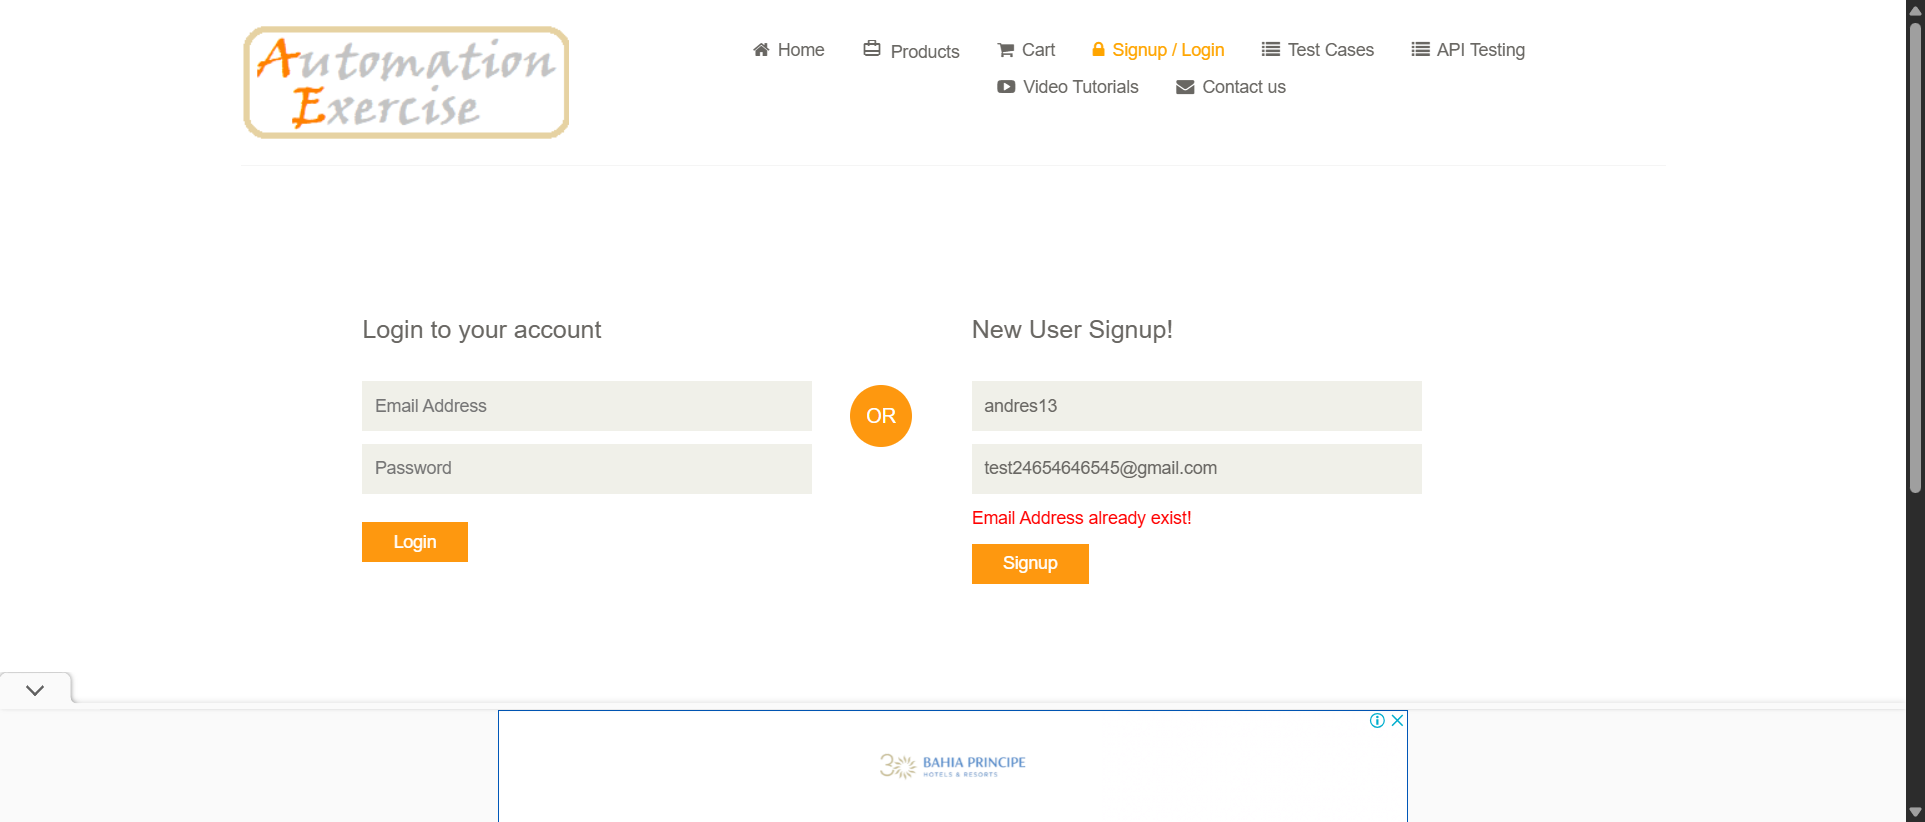 Automation
Exercise
Home
Products
Cart
Signup / Login
Test Cases
API Testing
Video Tutorials
Contact us
Login to your account
Email Address
Password
Login
OR
New User Signup!
andres13
test24654646545@gmail.com
Email Address already exist!
Signup
30 BAHIA PRINCIPE
HOTELS & RESORTS